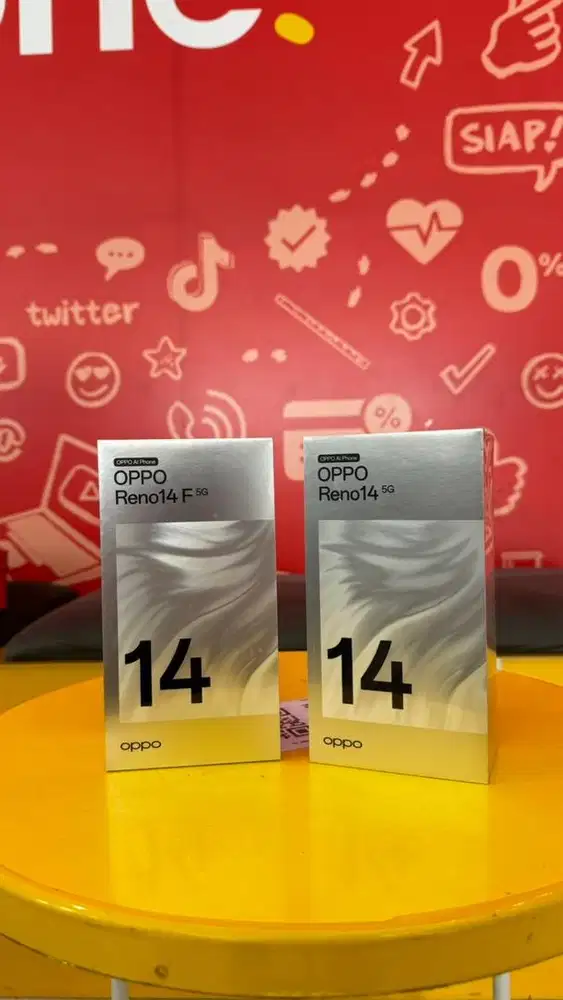 SIAP!
0%
twitter
%
OPPO AI Phone
OPPO
Reno14 F 5G
14
oppo
OPPO AI Phone
OPPO
Reno14 5G
14
oppo